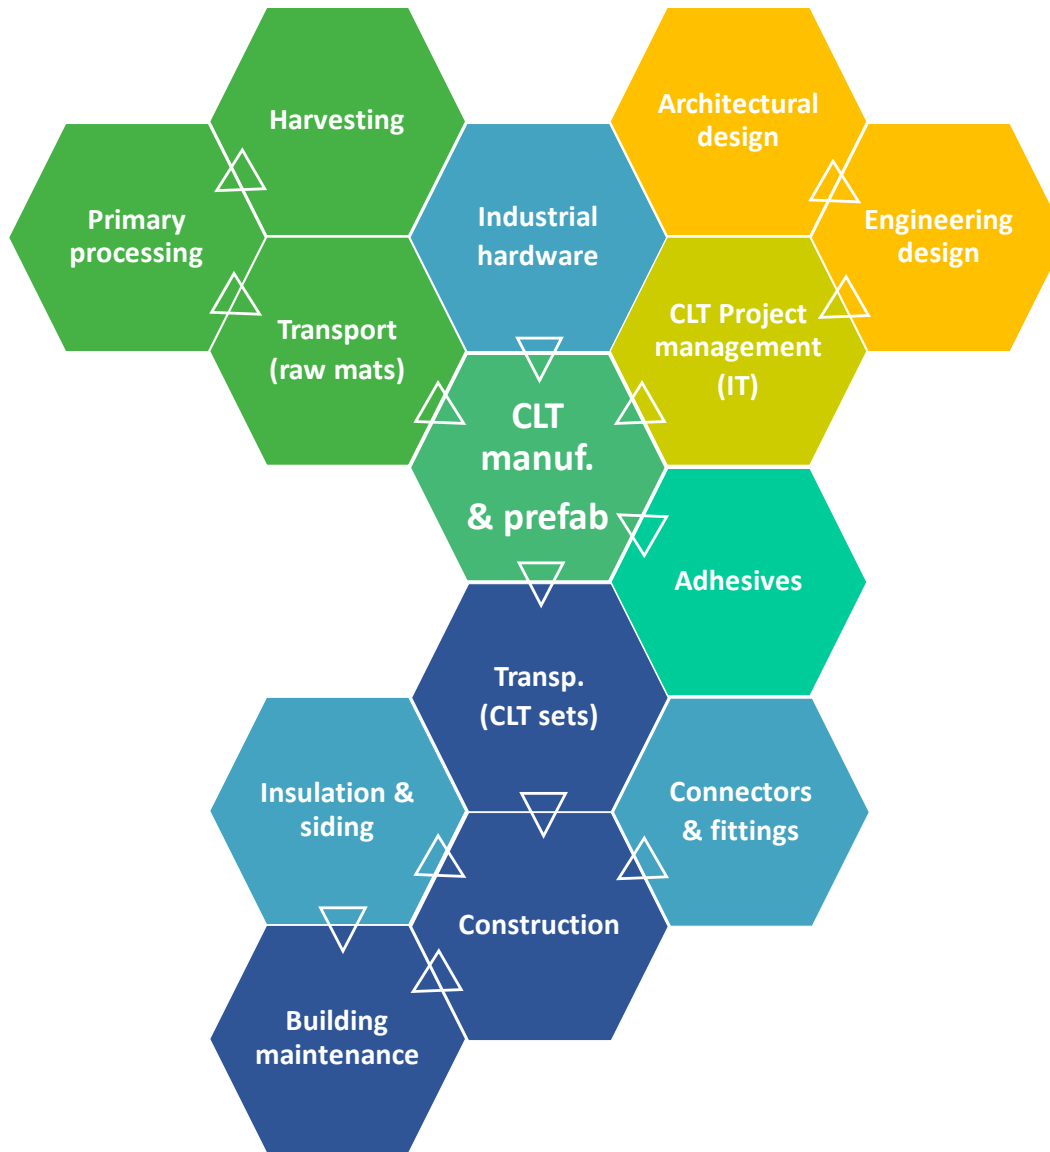 Harvesting
Architectural
design
Primary
processing
Industrial
hardware
Engineering
design
Transport
(raw mats)
CLT Project
management
(IT)
CLT
manuf.
& prefab
Adhesives
Transp.
(CLT sets)
Insulation &
siding
Connectors
& fittings
Construction
Building
maintenance